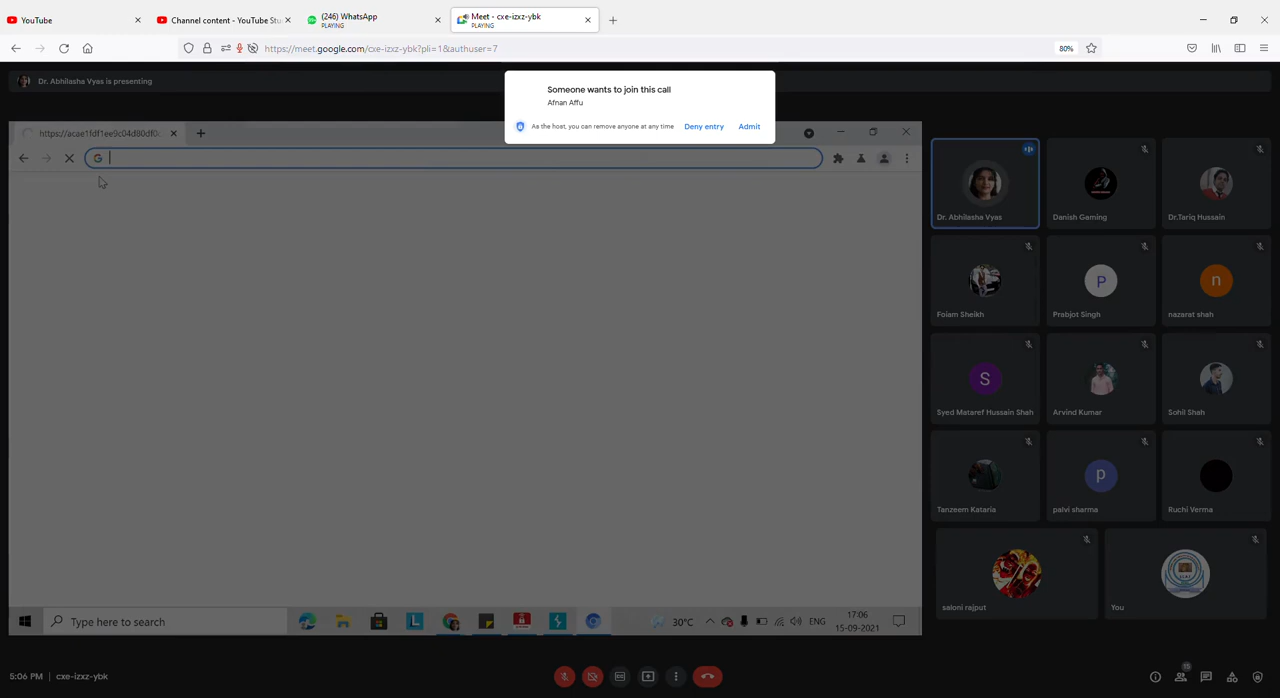 YouTube
Channel content - YouTube Stu
(246) WhatsApp
PLAYING
Meet - cxe-izxz-ybk
PLAYING
https://meet.google.com/cxe-izxz-ybk?pli=1&authuser=7
80%
Dr. Abhilasha Vyas is presenting
Someone wants to join this call
Afnan Affu
As the host, you can remove anyone at any time
Deny entry
Admit
https://acae1fdf1ee9c04d80df0
Dr. Abhilasha Vyas
Danish Gaming
Dr.Tariq Hussain
Foiam Sheikh
P
Prabjot Singh
n
nazarat shah
S
Syed Mataref Hussain Shah
Arvind Kumar
Sohil Shah
Tanzeem Kataria
p
palvi sharma
Ruchi Verma
saloni rajput
You
Type here to search
L
30°C
ENG
17:06
15-09-2021
5:06 PM | cxe-izxz-ybk
15